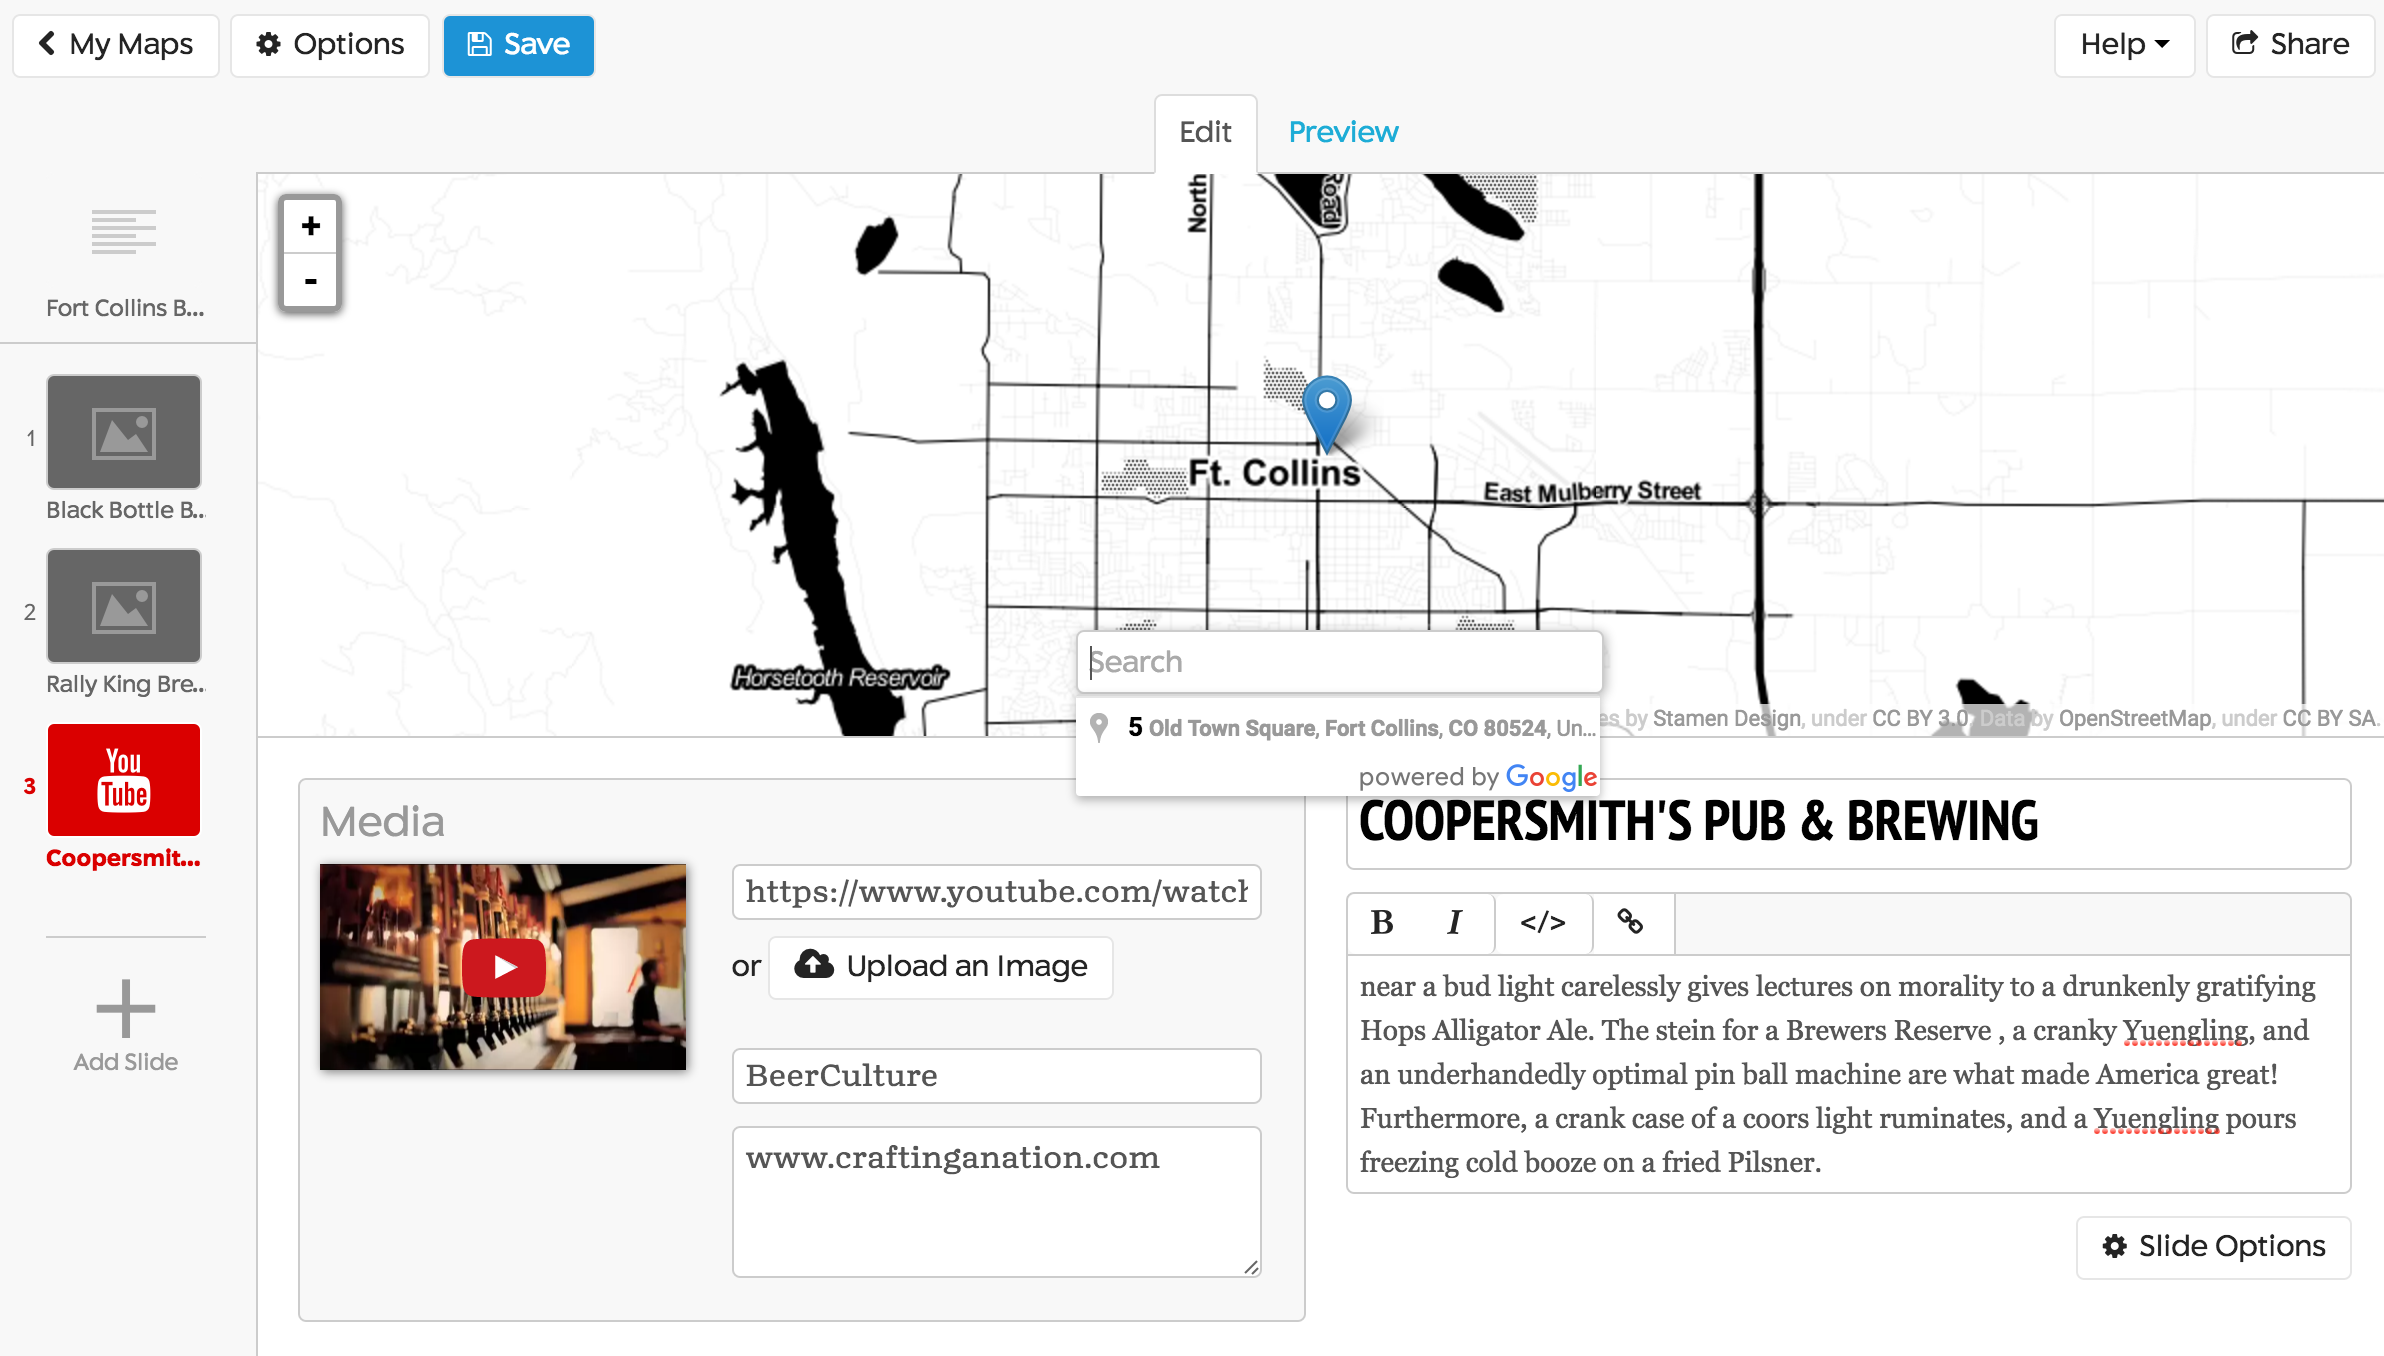 My Maps
Options
Save
Help
Share
Edit
Preview
Fort Collins B...
1
Black Bottle B...
2
Rally King Bre...
3
You
Tube
Coopersmit...
Add Slide
+
-
North
Road
Ft. Collins
East Mulberry Street
Horsetooth Reservoir
Search
5 Old Town Square, Fort Collins, CO 80524, Un...
powered by Google
by Stamen Design, under CC BY 3.0. Data by OpenStreetMap, under CC BY SA.
Media
https://www.youtube.com/watch
or
Upload an Image
BeerCulture
www.craftinganation.com
COOPERSMITH'S PUB & BREWING
B
I
</>
near a bud light carelessly gives lectures on morality to a drunkenly gratifying
Hops Alligator Ale. The stein for a Brewers Reserve , a cranky Yuengling, and
an underhandedly optimal pin ball machine are what made America great!
Furthermore, a crank case of a coors light ruminates, and a Yuengling pours
freezing cold booze on a fried Pilsner.
Slide Options